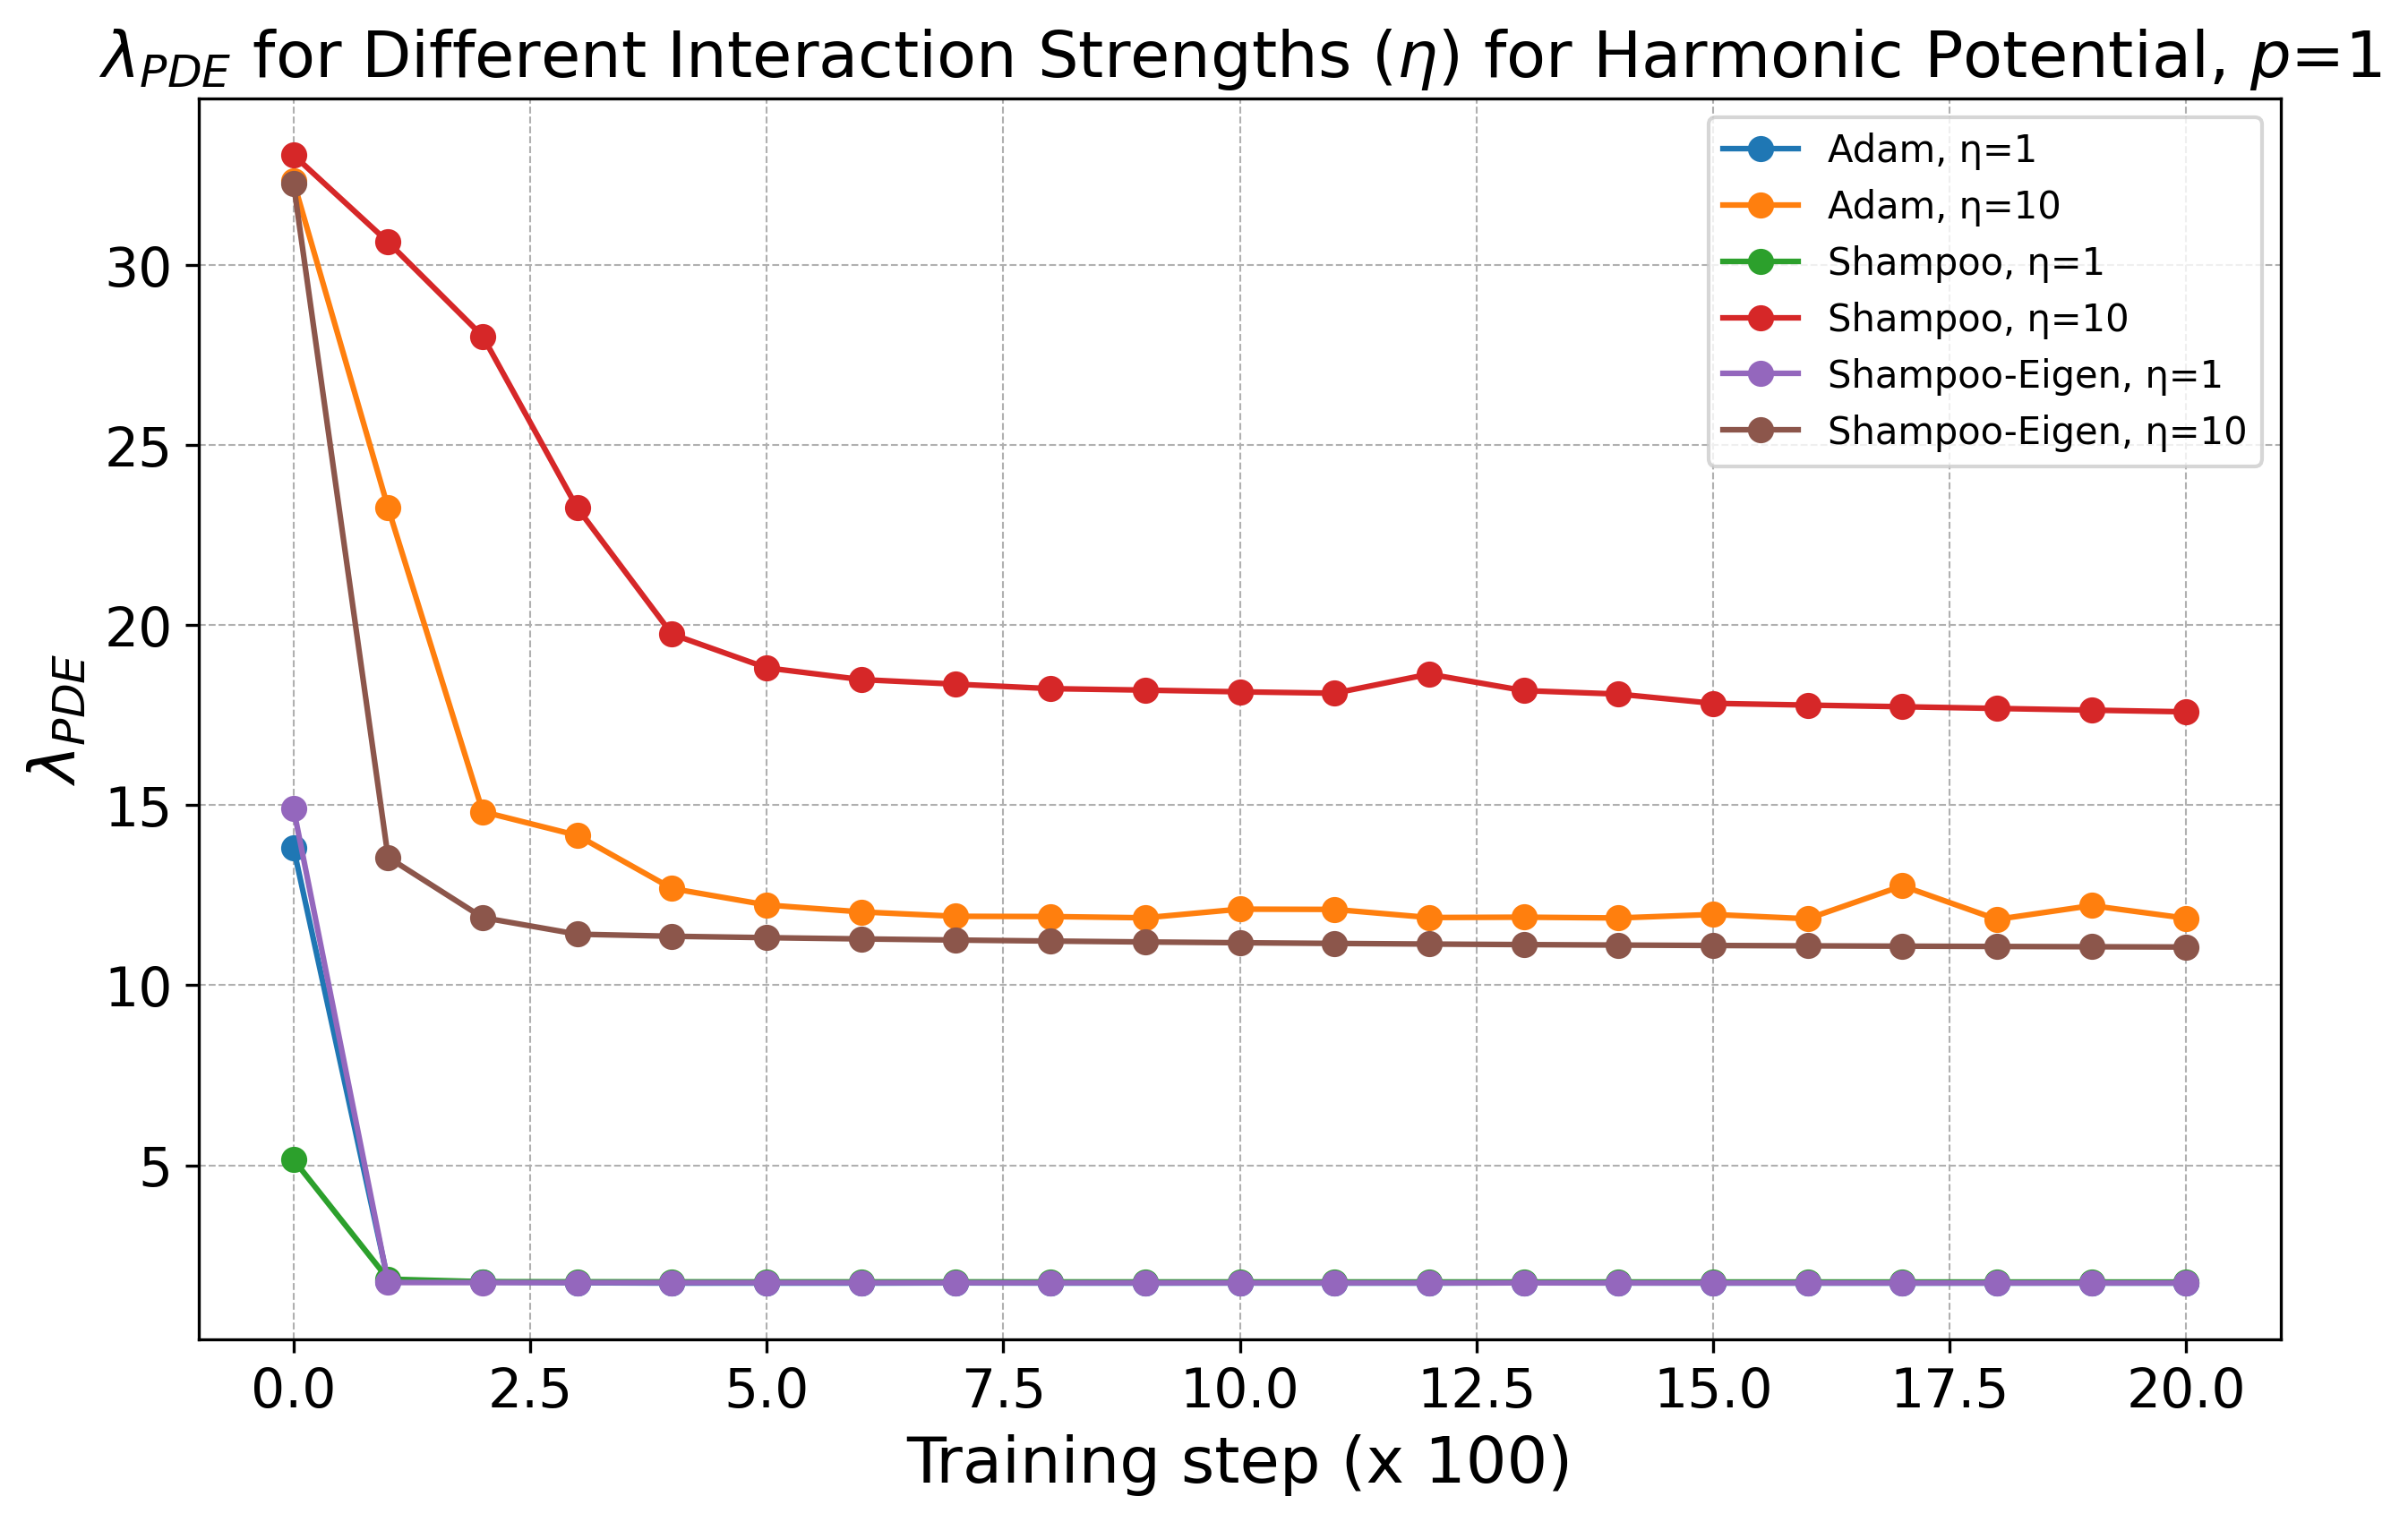 λ_PDE for Different Interaction Strengths (η) for Harmonic Potential, p=1
Adam, η=1
Adam, η=10
Shampoo, η=1
Shampoo, η=10
Shampoo-Eigen, η=1
Shampoo-Eigen, η=10
30
25
20
15
10
5
λ_PDE
0.0 2.5 5.0 7.5 10.0 12.5 15.0 17.5 20.0
Training step (x 100)